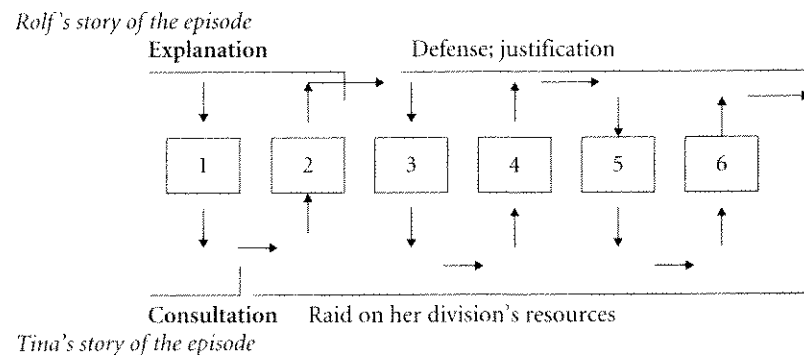 Rolf's story of the episode
Explanation Defense; justification
1 2 3 4 5 6
Consultation Raid on her division's resources
Tina's story of the episode